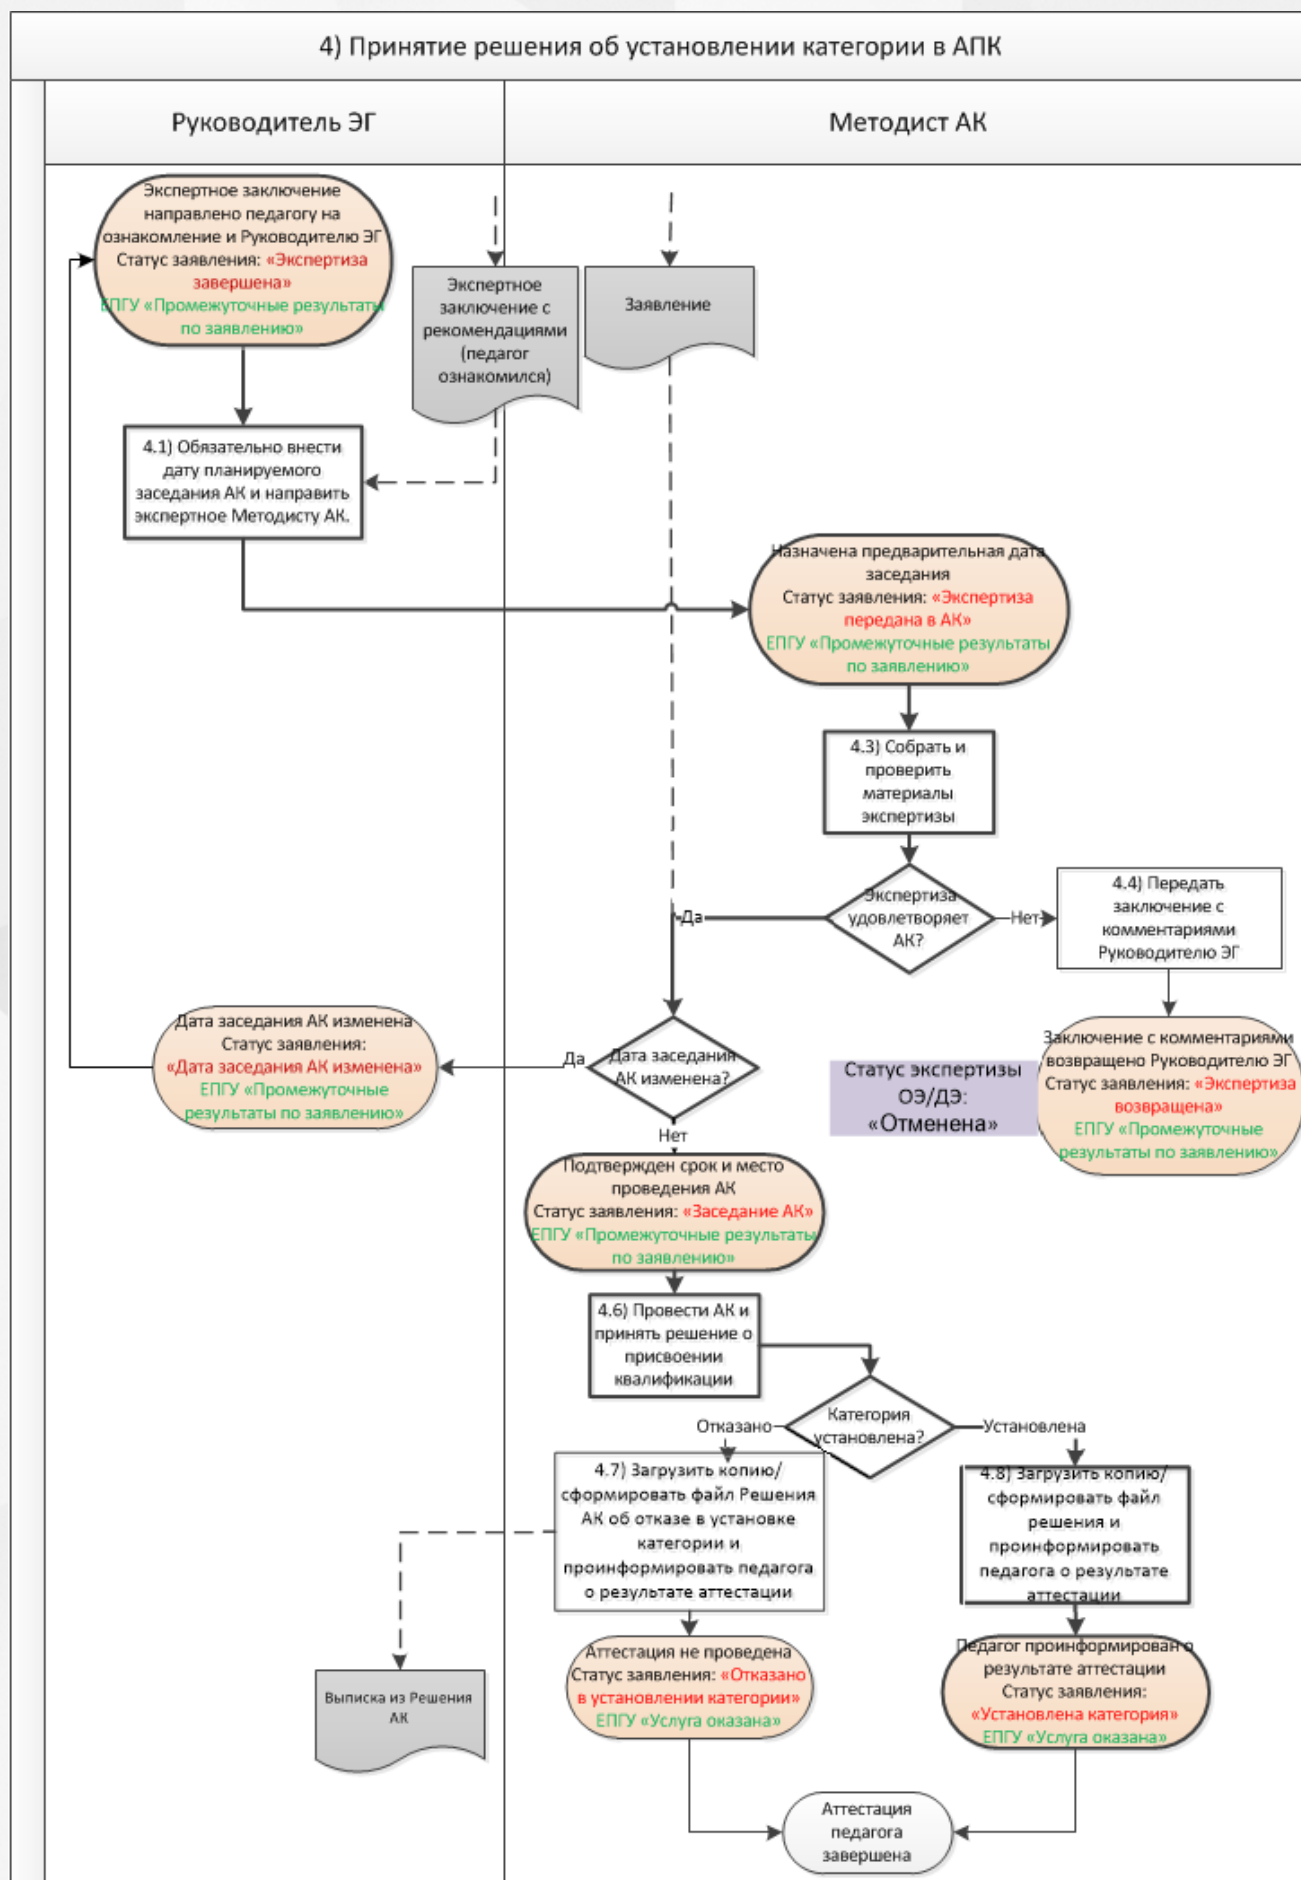 4) Принятие решения об установлении категории в АПК
Руководитель ЭГ
Методист АК
Экспертное заключение
направлено педагогу на
ознакомление и Руководителю ЭГ
Статус заявления: «Экспертиза
завершена»
ЕПГУ «Промежуточные результаты
по заявлению»
Экспертное
заключение с
рекомендациями
(педагог
ознакомился)
Заявление
4.1) Обязательно внести
дату планируемого
заседания АК и направить
экспертное Методисту АК.
Назначена предварительная дата
заседания
Статус заявления: «Экспертиза
передана в АК»
ЕПГУ «Промежуточные результаты
по заявлению»
4.3) Собрать и
проверить
материалы
экспертизы
Экспертиза
удовлетворяет
АК?
Да
Нет
4.4) Передать
заключение с
комментариями
Руководителю ЭГ
Дата заседания АК изменена
Статус заявления:
«Дата заседания АК изменена»
ЕПГУ «Промежуточные
результаты по заявлению»
Да
Дата заседания
АК изменена?
Нет
Статус экспертизы
ОЭ/ДЭ:
«Отменена»
Заключение с комментариями
возвращено Руководителю ЭГ
Статус заявления: «Экспертиза
возвращена»
ЕПГУ «Промежуточные
результаты по заявлению»
Подтвержден срок и место
проведения АК
Статус заявления: «Заседание АК»
ЕПГУ «Промежуточные результаты
по заявлению»
4.6) Провести АК и
принять решение о
присвоении
квалификации
Отказано
Категория
установлена?
Установлена
4.7) Загрузить копию/
сформировать файл Решения
АК об отказе в установке
категории и
проинформировать педагога
о результате аттестации
4.8) Загрузить копию/
сформировать файл
решения и
проинформировать
педагога о результате
аттестации
Выписка из Решения
АК
Аттестация не проведена
Статус заявления: «Отказано
в установлении категории»
ЕПГУ «Услуга оказана»
Педагог проинформирован о
результате аттестации
Статус заявления:
«Установлена категория»
ЕПГУ «Услуга оказана»
Аттестация
педагога
завершена